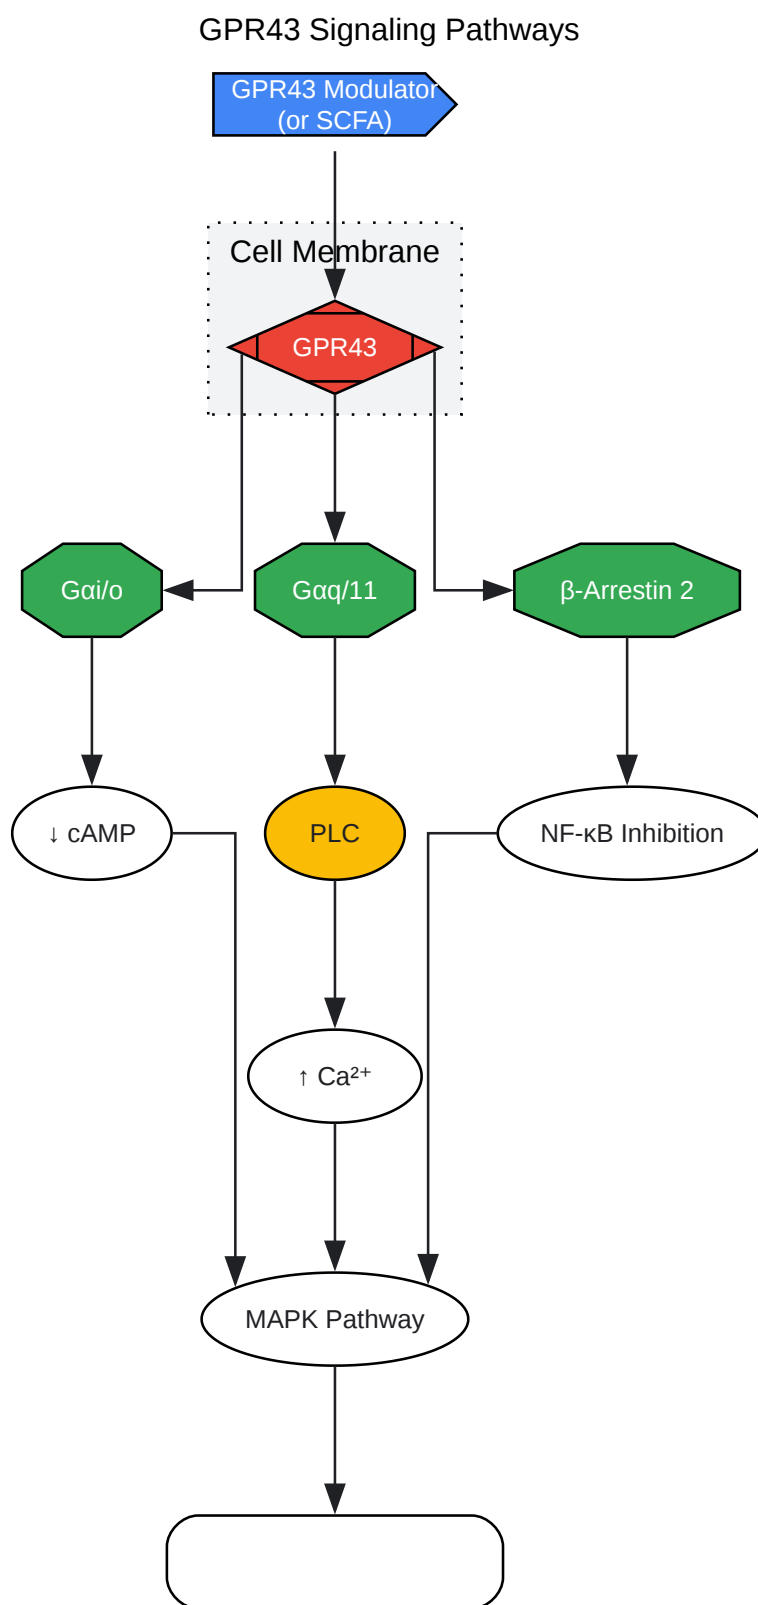 GPR43 Signaling Pathways
GPR43 Modulator
(or SCFA)
Cell Membrane
GPR43
Gαi/o
Gαq/11
β-Arrestin 2
↓ cAMP
PLC
NF-κB Inhibition
↑ Ca²⁺
MAPK Pathway